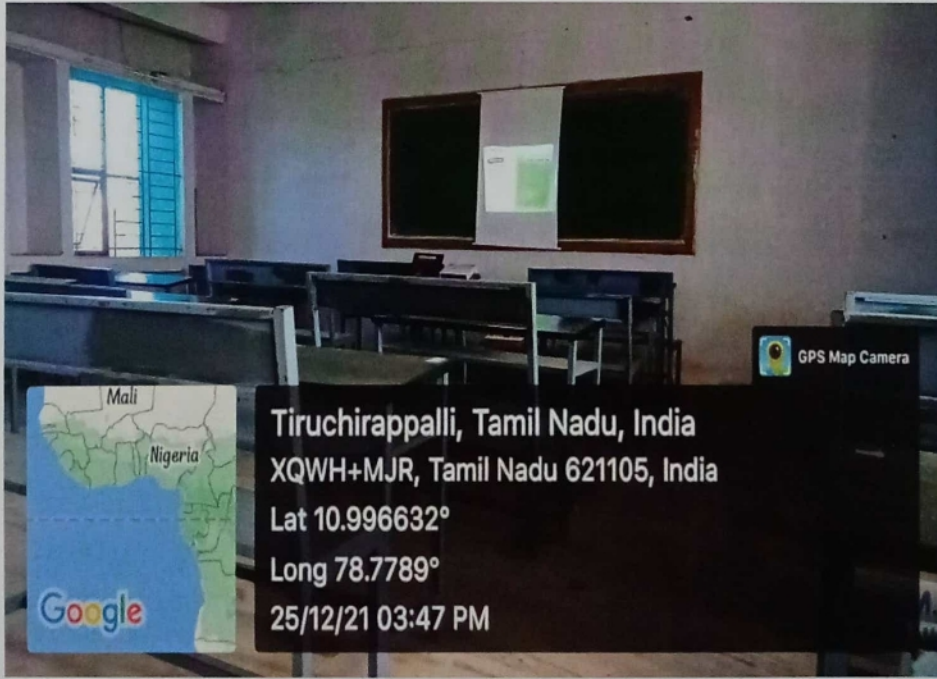 GPS Map Camera
Mali
Nigeria
Google
Tiruchirappalli, Tamil Nadu, India
XQWH+MJR, Tamil Nadu 621105, India
Lat 10.996632°
Long 78.7789°
25/12/21 03:47 PM